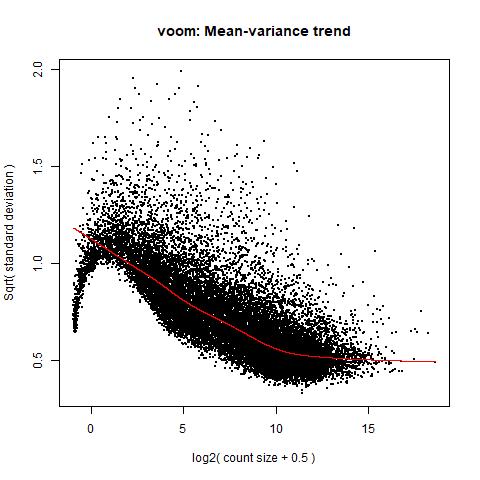 voom: Mean-variance trend
2.0
1.5
1.0
0.5
Sqrt( standard deviation )
0 5 10 15
log2( count size + 0.5 )